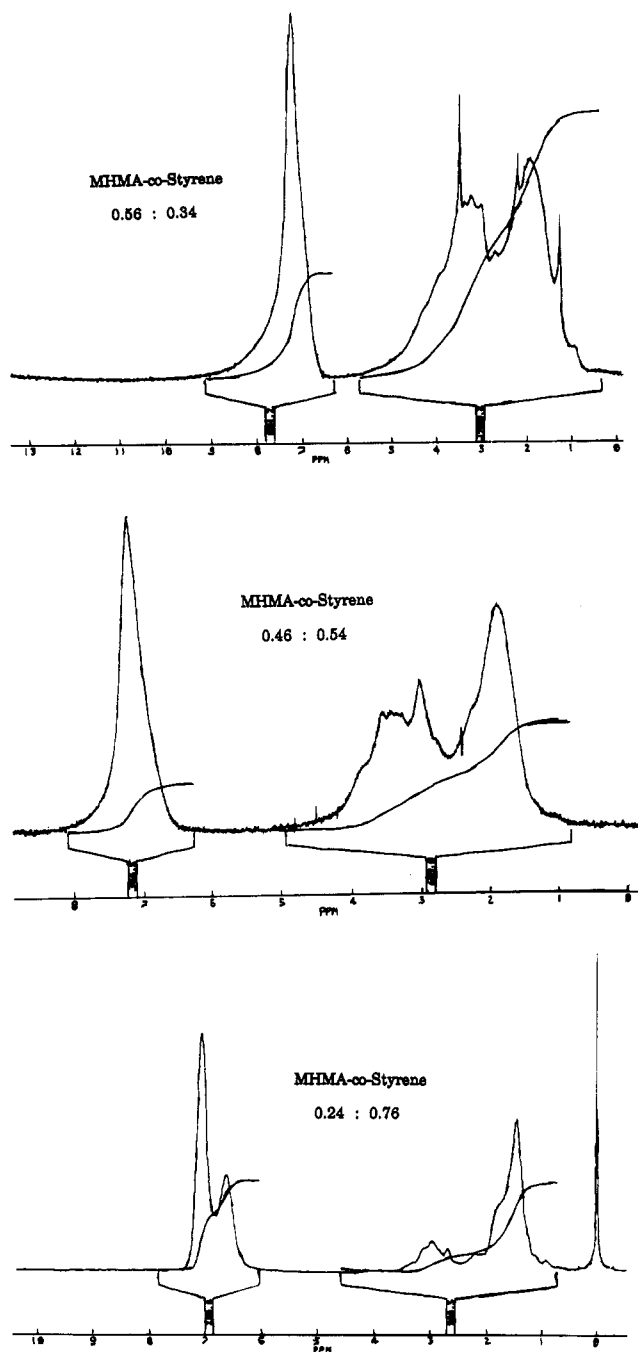 MHMA-co-Styrene
0.56 : 0.34
13 12 11 10 9 8 7 6 5 4 3 2 1 0
PPM
MHMA-co-Styrene
0.46 : 0.54
8 7 6 5 4 3 2 1 0
PPM
MHMA-co-Styrene
0.24 : 0.76
10 9 8 7 6 5 4 3 2 1 0
PPM